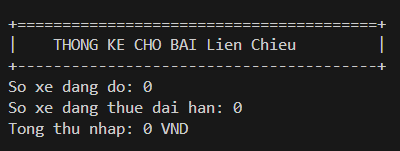 +========================================+
|    THONG KE CHO BAI Lien Chieu         |
+----------------------------------------+
So xe dang do: 0
So xe dang thue dai han: 0
Tong thu nhap: 0 VND